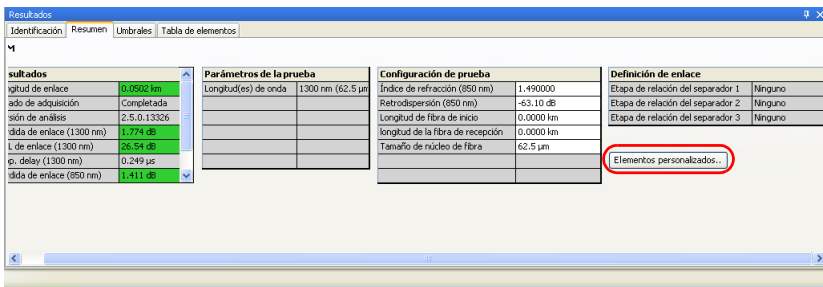 Resultados
Identificación Resumen Umbrales Tabla de elementos
sultados
ngitud de enlace 0.0502 km
ado de adquisición Completada
rsión de análisis 2.5.0.13326
rdida de enlace (1300 nm) 1.774 dB
L de enlace (1300 nm) 26.54 dB
op. delay (1300 nm) 0.249 µs
rdida de enlace (850 nm) 1.411 dB
Parámetros de la prueba
Longitud(es) de onda 1300 nm (62.5 µm
Configuración de prueba
Índice de refracción (850 nm) 1.490000
Retrodispersión (850 nm) -63.10 dB
Longitud de fibra de inicio 0.0000 km
longitud de la fibra de recepción 0.0000 km
Tamaño de núcleo de fibra 62.5 µm
Definición de enlace
Etapa de relación del separador 1 Ninguno
Etapa de relación del separador 2 Ninguno
Etapa de relación del separador 3 Ninguno
Elementos personalizados..